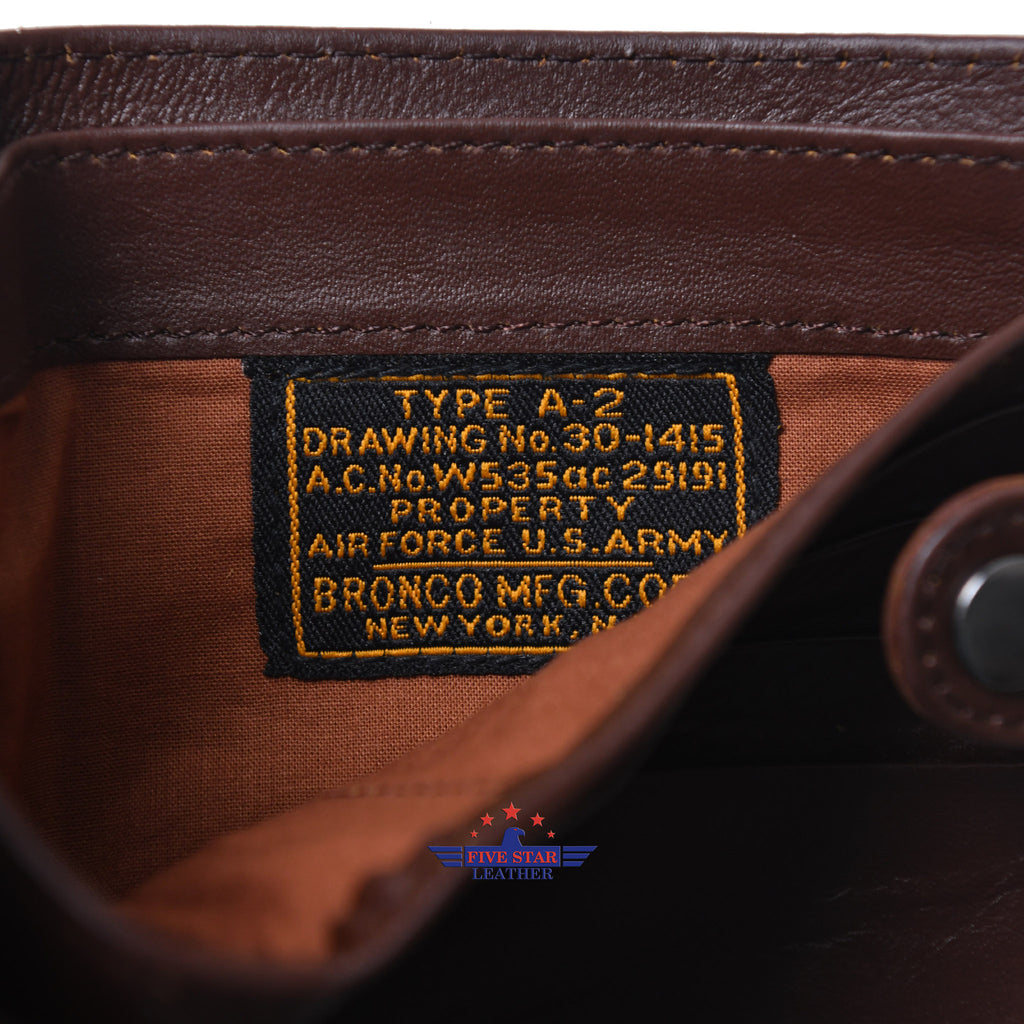 TYPE A-2
DRAWING No. 30-1415
A.C. No. W535ac 29191
PROPERTY
AIR FORCE U.S. ARMY
BRONCO MFG. CO
NEW YORK, N
FIVE STAR
LEATHER